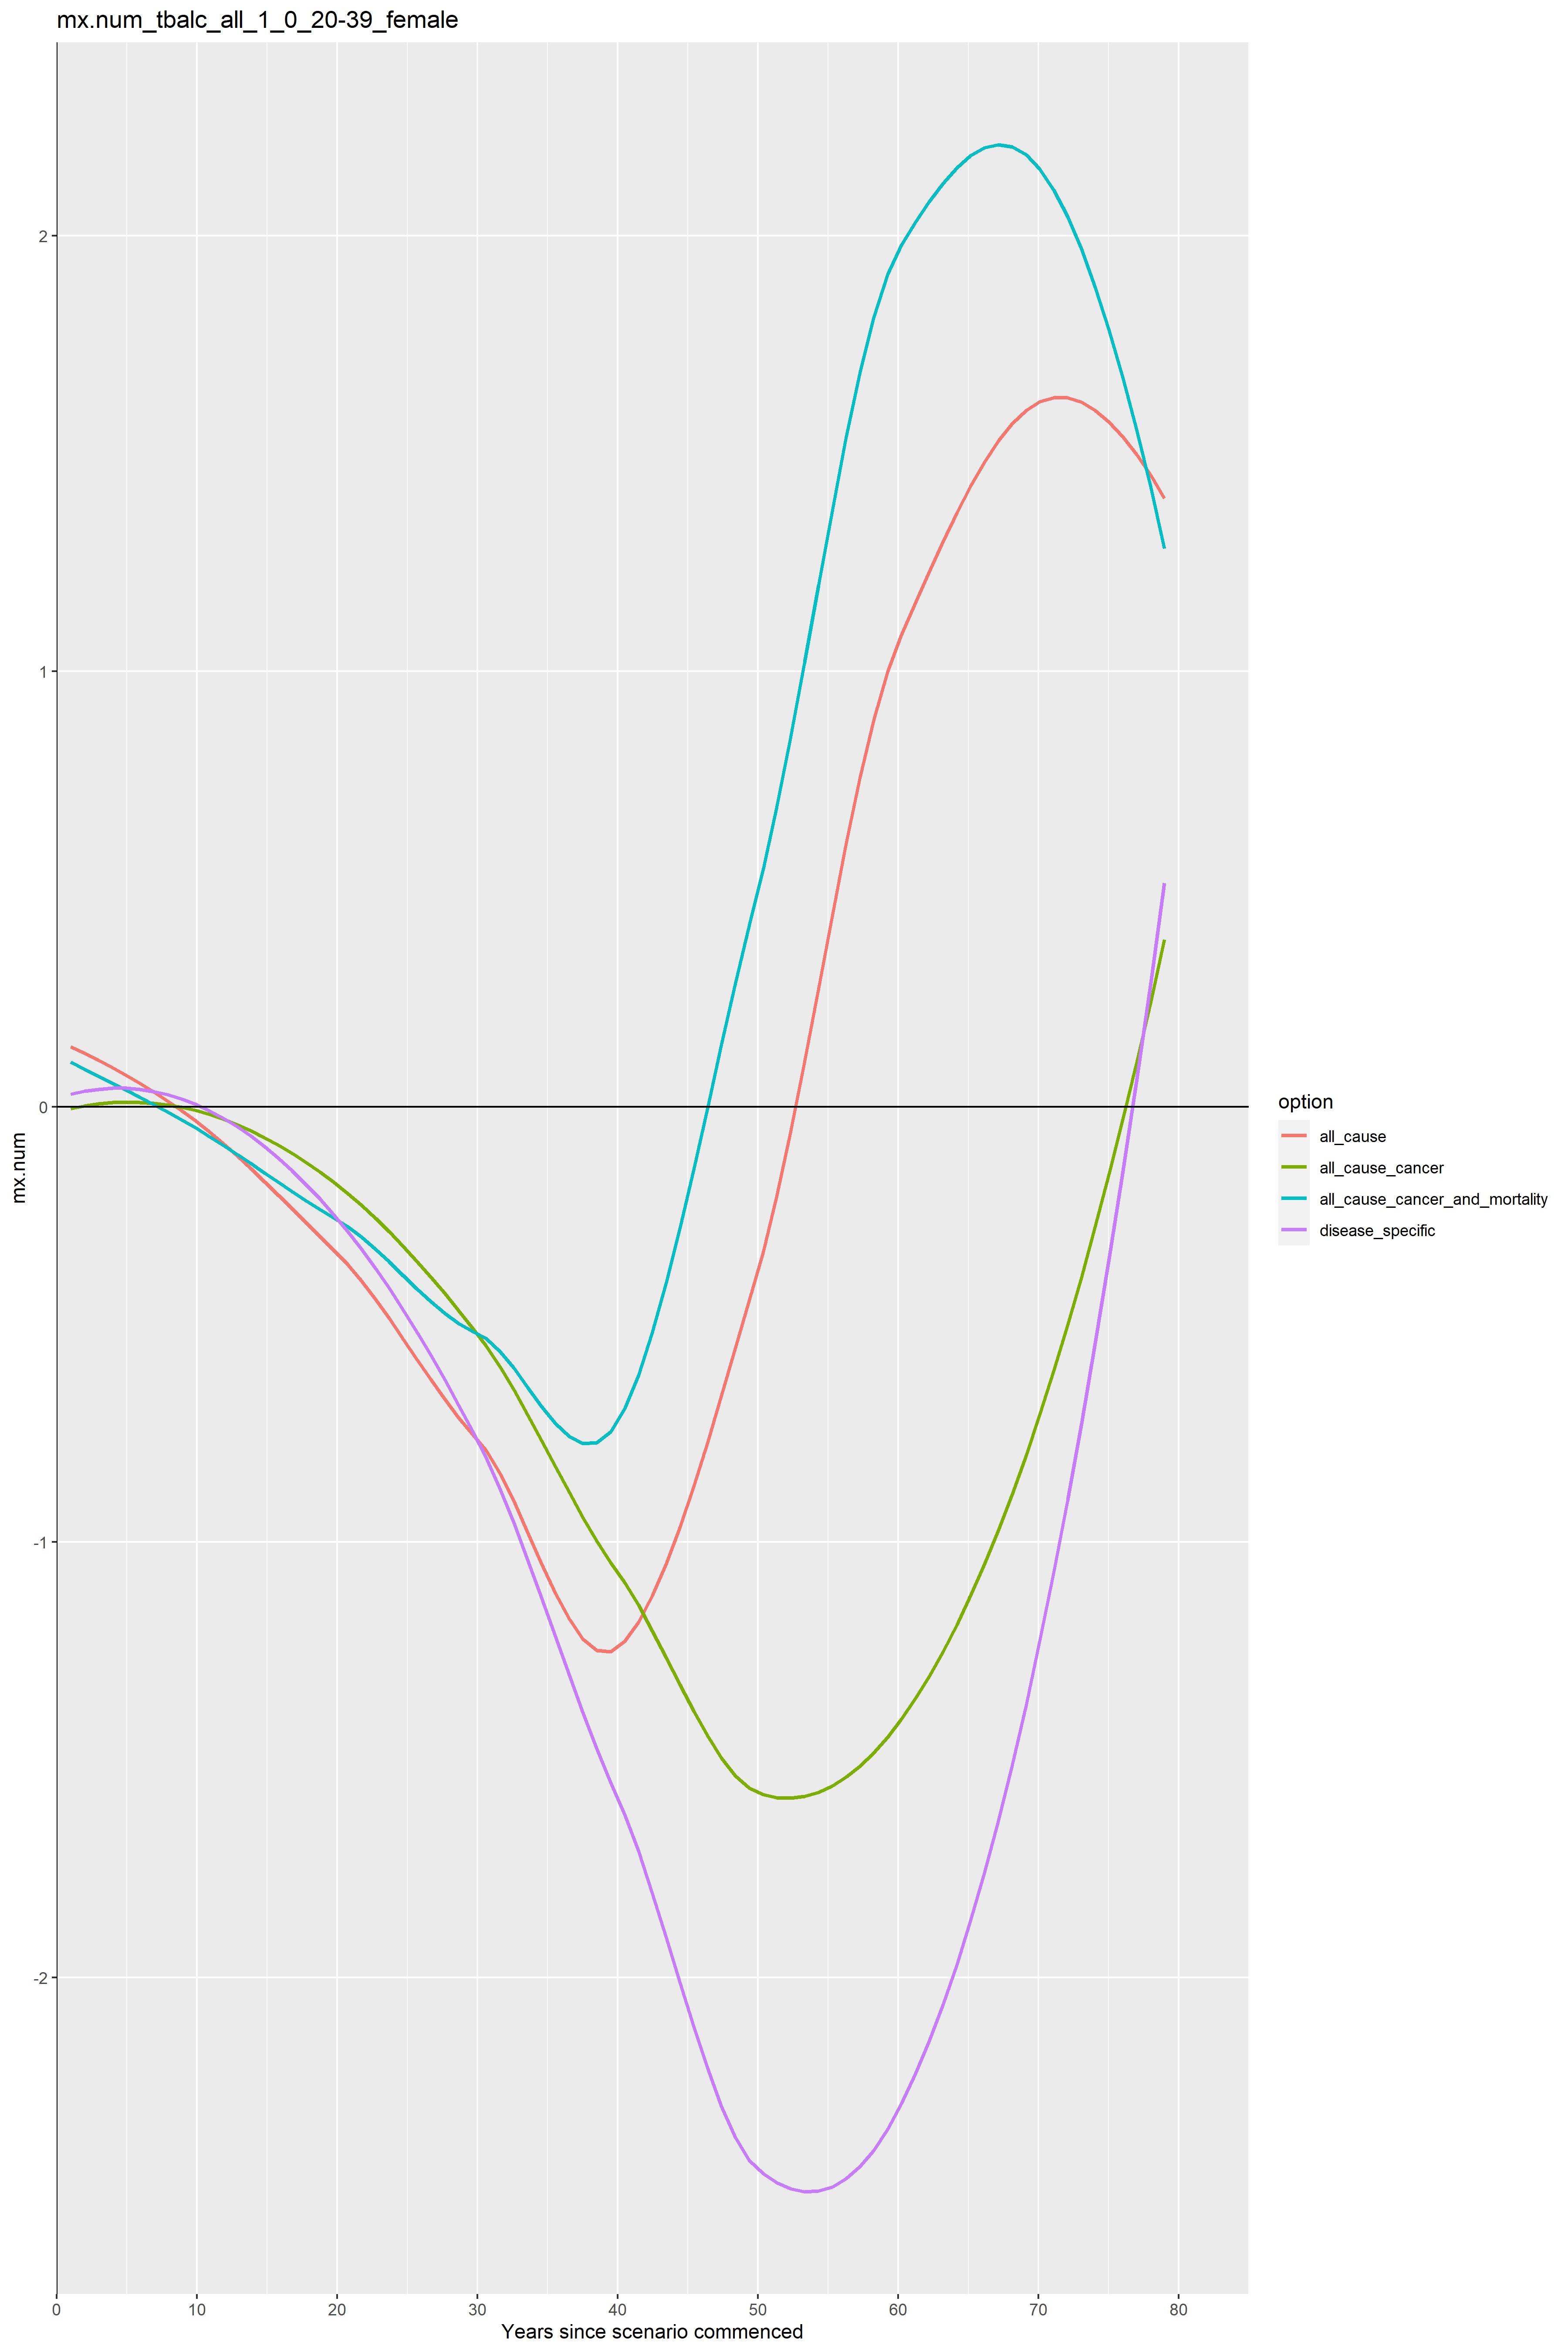 mx.num_tbalc_all_1_0_20-39_female
2
1
0
-1
-2
mx.num
0 10 20 30 40 50 60 70 80
Years since scenario commenced
option
all_cause
all_cause_cancer
all_cause_cancer_and_mortality
disease_specific